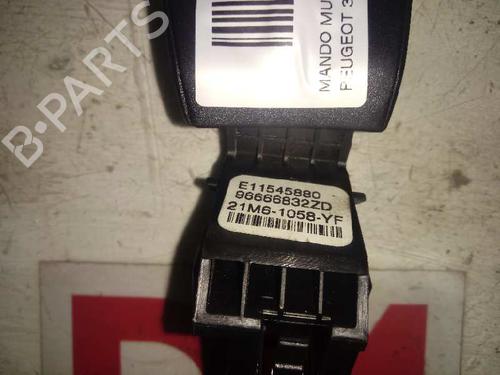 MANDO MU
PEUGEOT 3
B-PARTS
E11545880
96666832ZD
21M6-1058-YF